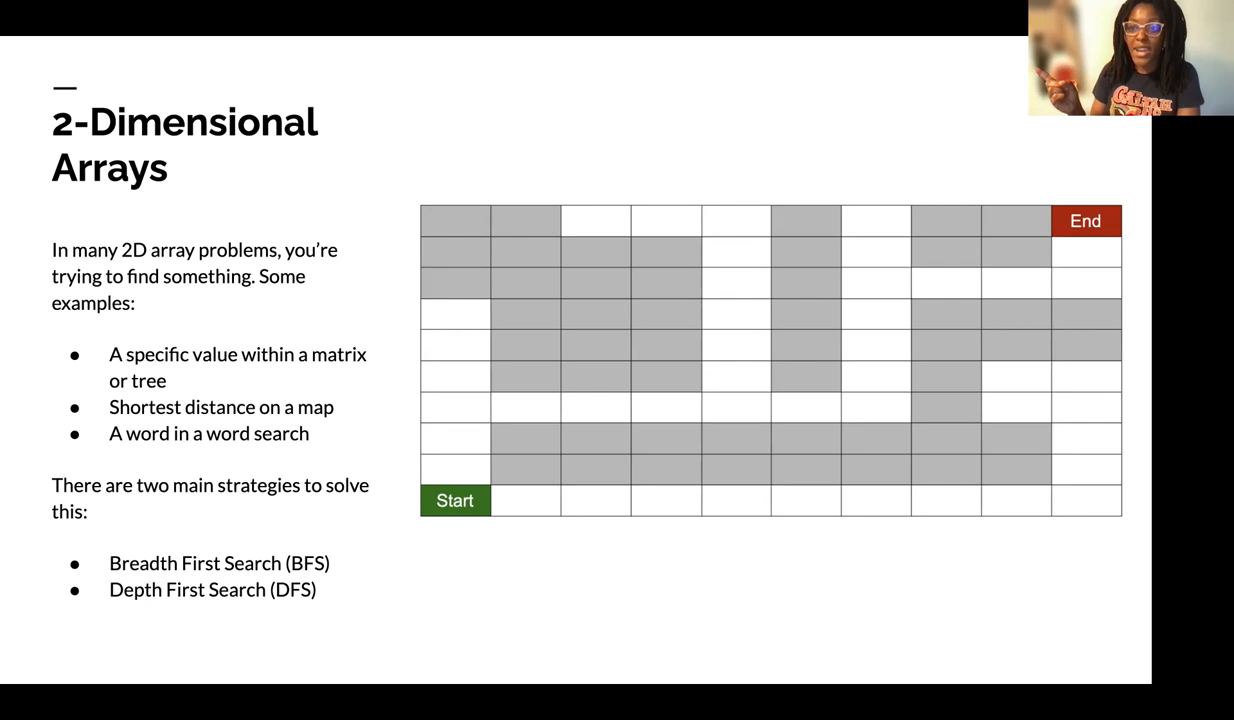 2-Dimensional
Arrays
In many 2D array problems, you’re
trying to find something. Some
examples:
● A specific value within a matrix
or tree
● Shortest distance on a map
● A word in a word search
There are two main strategies to solve
this:
● Breadth First Search (BFS)
● Depth First Search (DFS)
End
Start